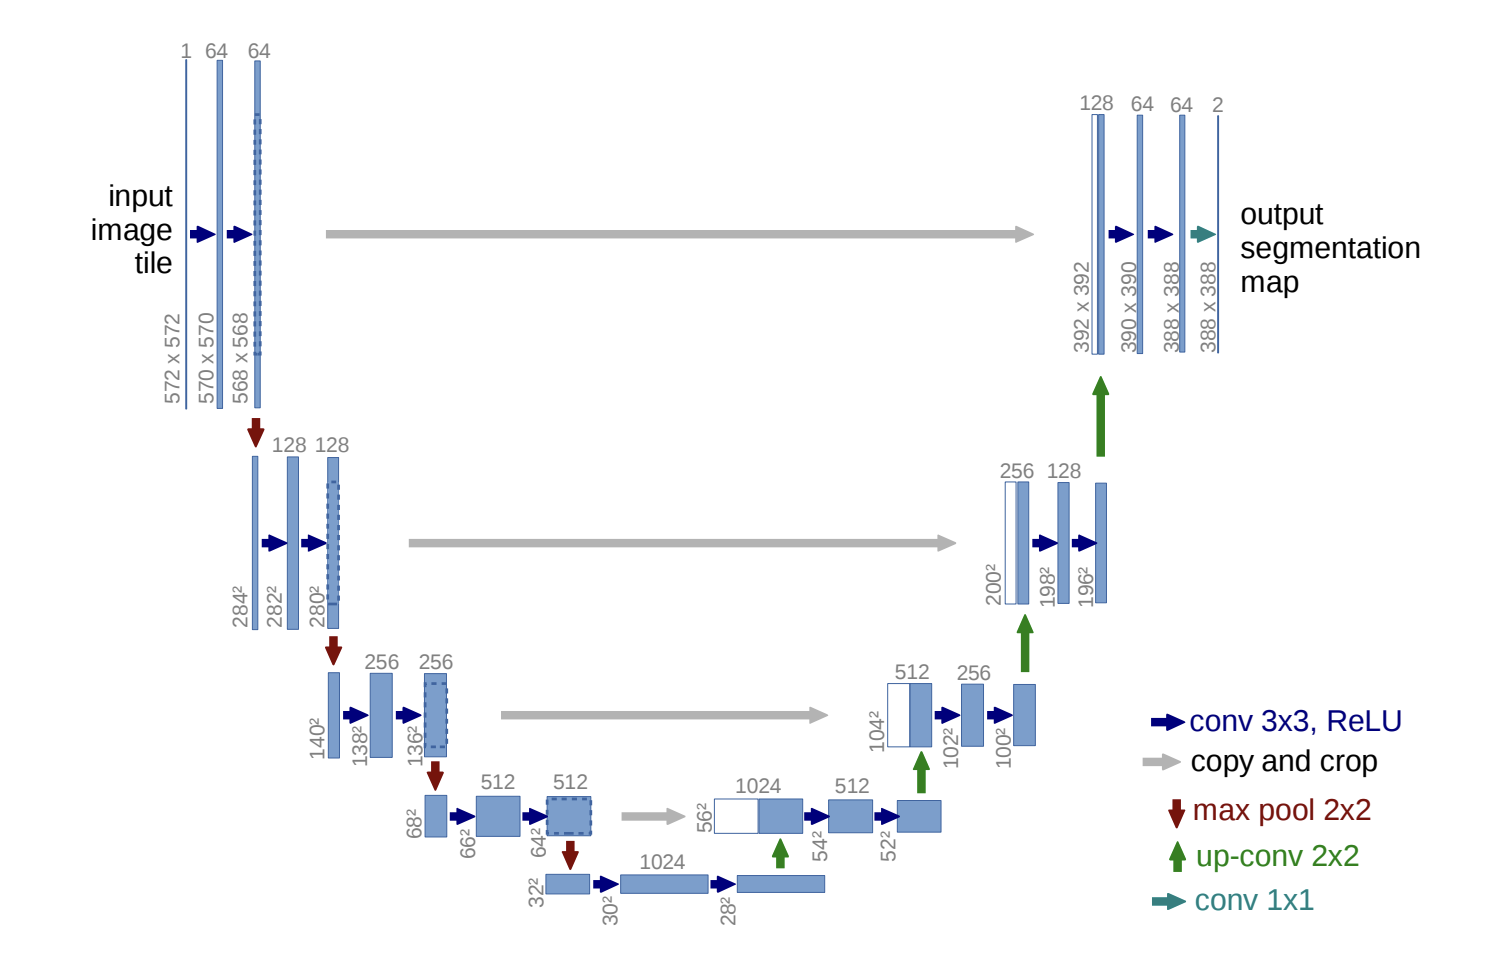 1 64 64
128 64 64 2
input
image
tile
output
segmentation
map
572 x 572
570 x 570
568 x 568
392 x 392
390 x 390
388 x 388
388 x 388
128 128
256 128
284²
282²
280²
200²
198²
196²
256 256
512 256
140²
138²
136²
104²
102²
100²
conv 3x3, ReLU
copy and crop
max pool 2x2
up-conv 2x2
conv 1x1
512 512
1024 512
68²
66²
64²
56²
54²
52²
1024
32²
30²
28²